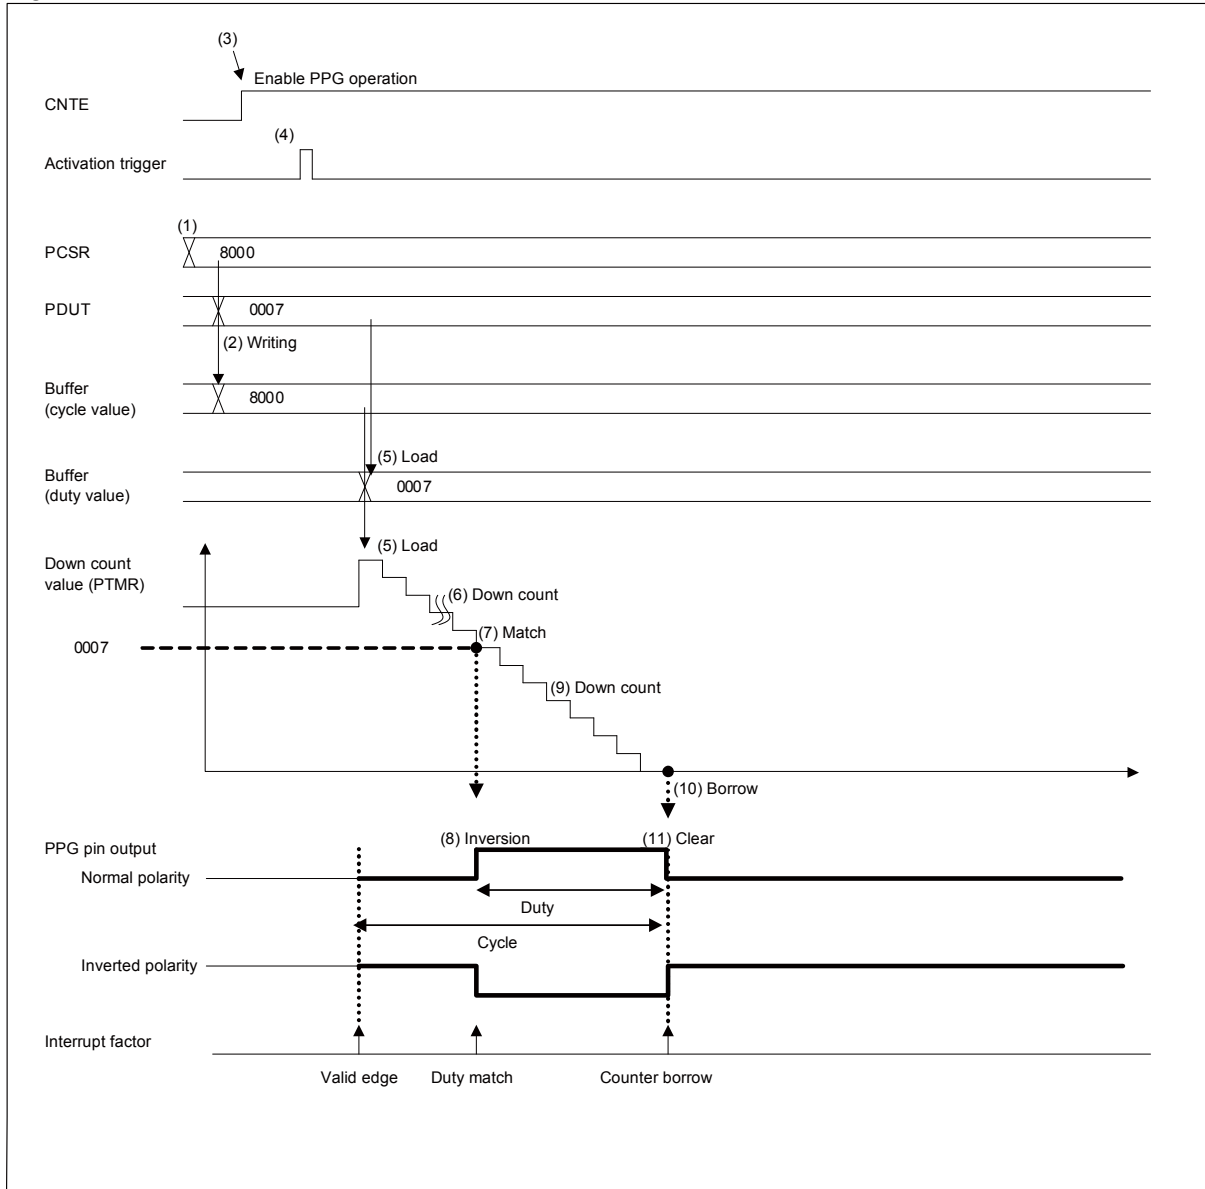 (3)
Enable PPG operation
CNTE
(4)
Activation trigger
(1)
PCSR
8000
PDUT
0007
(2) Writing
Buffer
(cycle value)
8000
(5) Load
Buffer
(duty value)
0007
(5) Load
Down count
value (PTMR)
(6) Down count
(7) Match
0007
(9) Down count
(10) Borrow
(8) Inversion
(11) Clear
PPG pin output
Normal polarity
Duty
Cycle
Inverted polarity
Interrupt factor
Valid edge
Duty match
Counter borrow